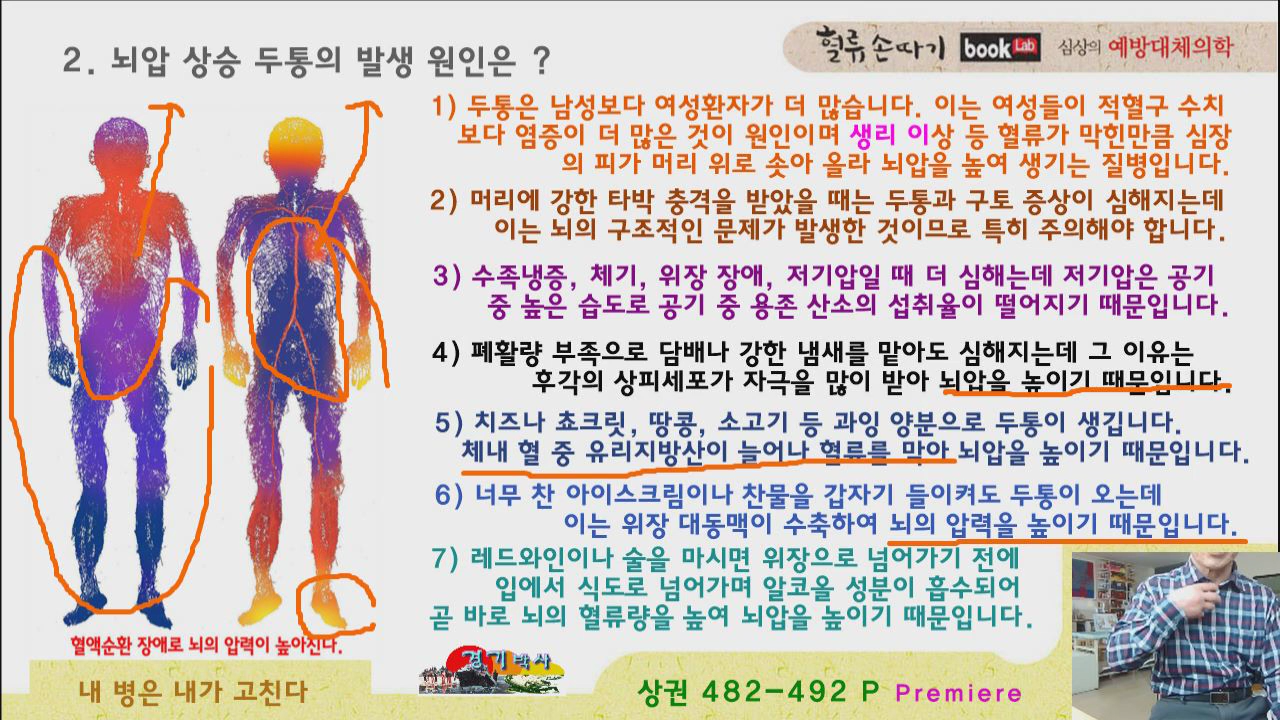 2. 뇌압 상승 두통의 발생 원인은 ?
혈류 손따기 book Lab 심상의 예방대체의학
1) 두통은 남성보다 여성환자가 더 많습니다. 이는 여성들이 적혈구 수치
보다 염증이 더 많은 것이 원인이며 생리 이상 등 혈류가 막힌만큼 심장
의 피가 머리 위로 솟아 올라 뇌압을 높여 생기는 질병입니다.
2) 머리에 강한 타박 충격을 받았을 때는 두통과 구토 증상이 심해지는데
이는 뇌의 구조적인 문제가 발생한 것이므로 특히 주의해야 합니다.
3) 수족냉증, 체기, 위장 장애, 저기압일 때 더 심해는데 저기압은 공기
중 높은 습도로 공기 중 용존 산소의 섭취율이 떨어지기 때문입니다.
4) 폐활량 부족으로 담배나 강한 냄새를 맡아도 심해지는데 그 이유는
후각의 상피세포가 자극을 많이 받아 뇌압을 높이기 때문입니다.
5) 치즈나 쵸크릿, 땅콩, 소고기 등 과잉 양분으로 두통이 생깁니다.
체내 혈 중 유리지방산이 늘어나 혈류를 막아 뇌압을 높이기 때문입니다.
6) 너무 찬 아이스크림이나 찬물을 갑자기 들이켜도 두통이 오는데
이는 위장 대동맥이 수축하여 뇌의 압력을 높이기 때문입니다.
7) 레드와인이나 술을 마시면 위장으로 넘어가기 전에
입에서 식도로 넘어가며 알코올 성분이 흡수되어
곧 바로 뇌의 혈류량을 높여 뇌압을 높이기 때문입니다.
혈액순환 장애로 뇌의 압력이 높아진다.
내 병은 내가 고친다
경기박사
상권 482-492 P Premiere